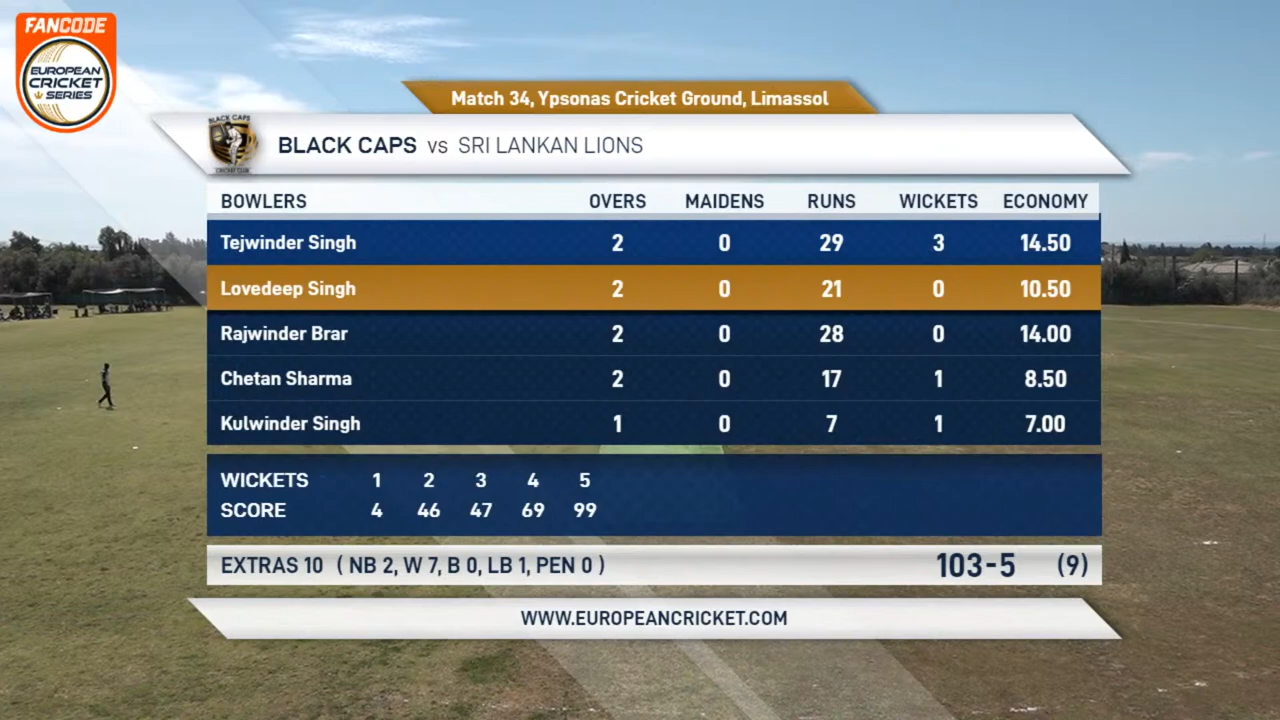 FANCODE
EUROPEAN
CRICKET
SERIES
Match 34, Ypsonas Cricket Ground, Limassol
BLACK CAPS
BLACK CAPS vs SRI LANKAN LIONS
BOWLERS OVERS MAIDENS RUNS WICKETS ECONOMY
Tejwinder Singh 2 0 29 3 14.50
Lovedeep Singh 2 0 21 0 10.50
Rajwinder Brar 2 0 28 0 14.00
Chetan Sharma 2 0 17 1 8.50
Kulwinder Singh 1 0 7 1 7.00
WICKETS 1 2 3 4 5
SCORE 4 46 47 69 99
EXTRAS 10 ( NB 2, W 7, B 0, LB 1, PEN 0 ) 103-5 (9)
WWW.EUROPEANCRICKET.COM